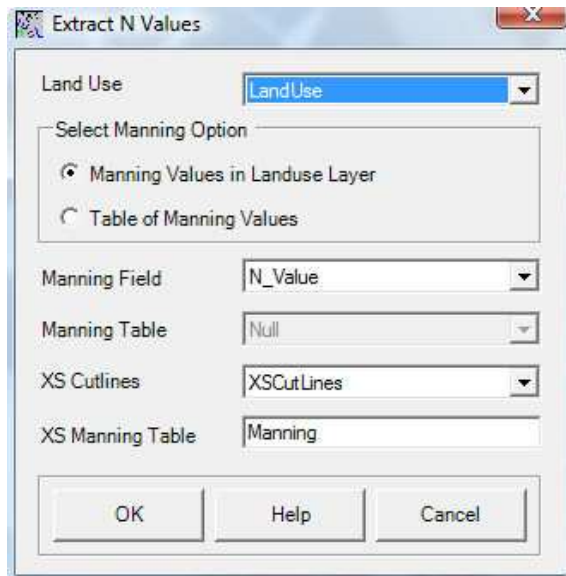 Extract N Values
Land Use LandUse
Select Manning Option
Manning Values in Landuse Layer
Table of Manning Values
Manning Field N_Value
Manning Table Null
XS Cutlines XSCutLines
XS Manning Table Manning
OK Help Cancel